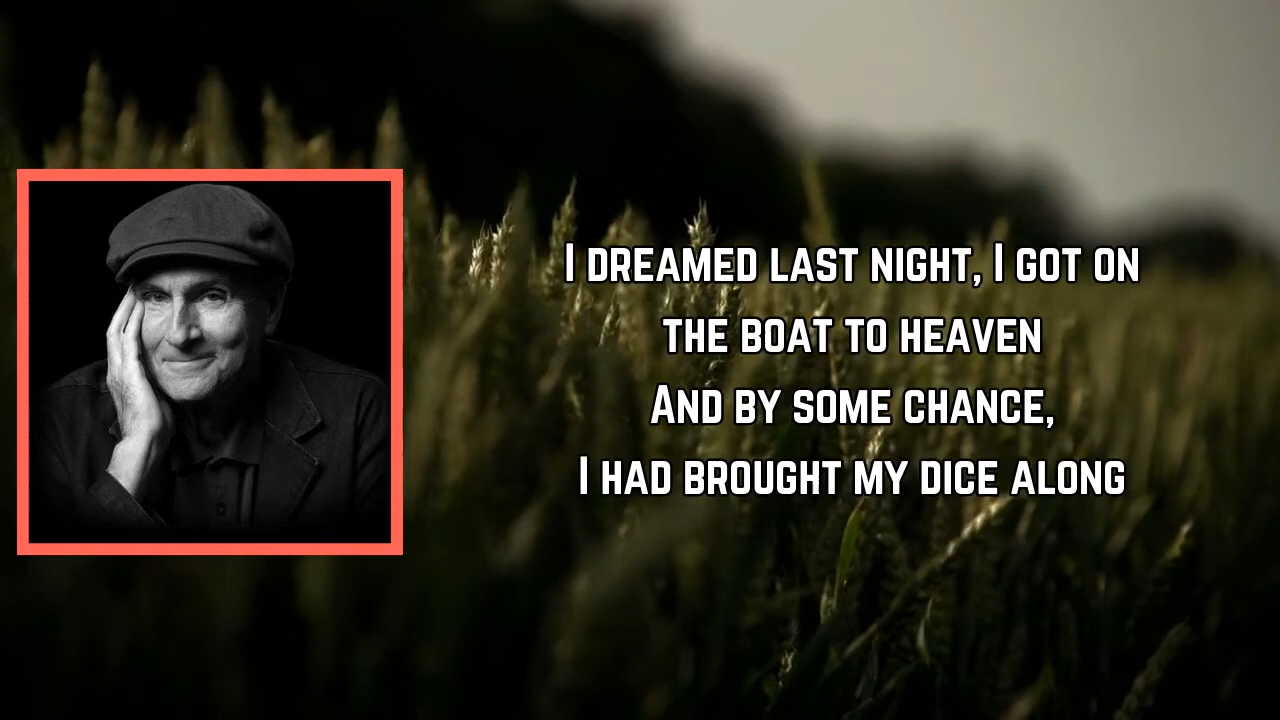 I dreamed last night, I got on
the boat to heaven
And by some chance,
I had brought my dice along